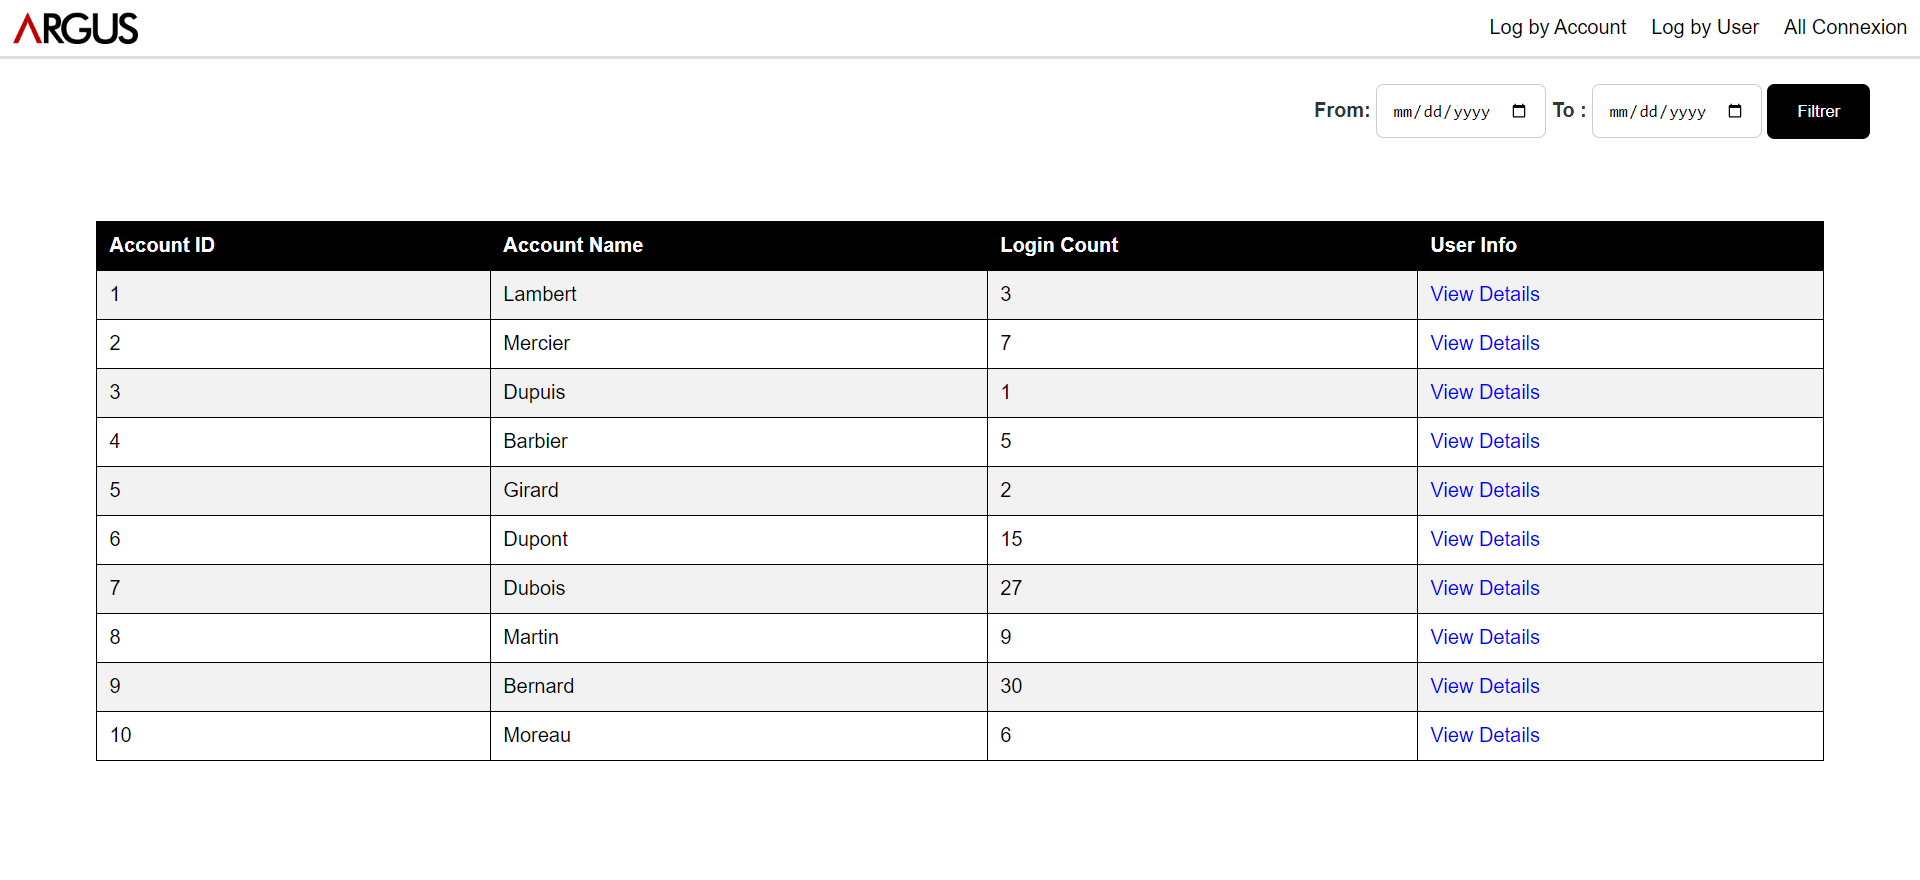 ARGUS Log by Account Log by User All Connexion
From: mm/dd/yyyy To : mm/dd/yyyy Filtrer
Account ID Account Name Login Count User Info
1 Lambert 3 View Details
2 Mercier 7 View Details
3 Dupuis 1 View Details
4 Barbier 5 View Details
5 Girard 2 View Details
6 Dupont 15 View Details
7 Dubois 27 View Details
8 Martin 9 View Details
9 Bernard 30 View Details
10 Moreau 6 View Details